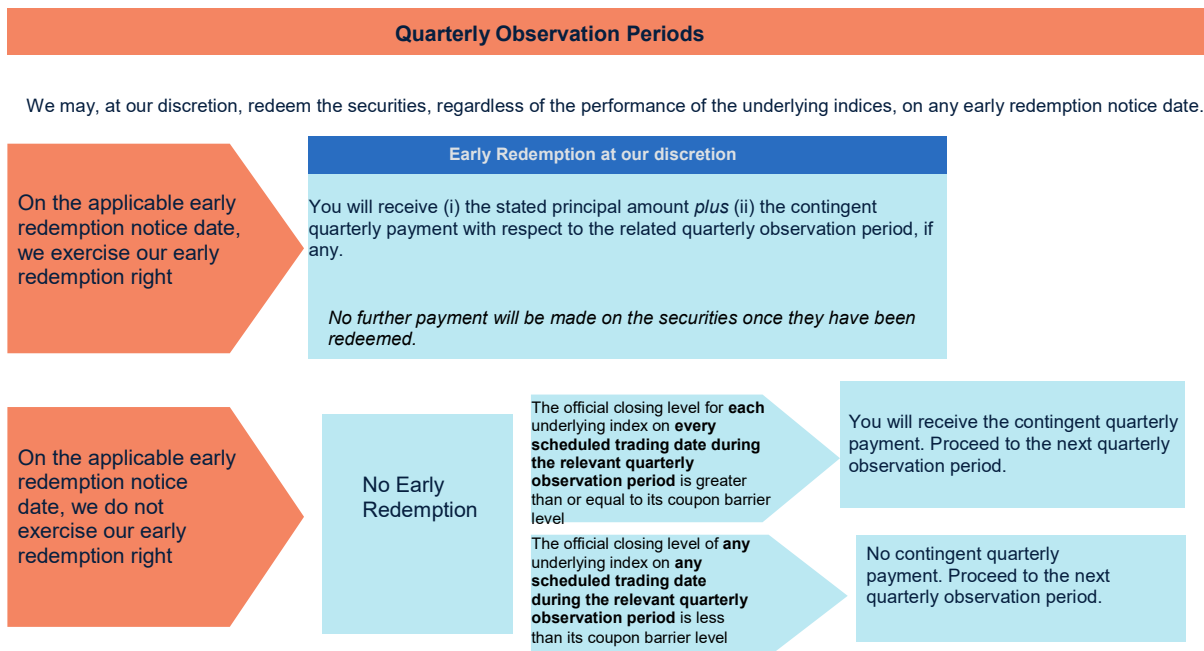 Quarterly Observation Periods
We may, at our discretion, redeem the securities, regardless of the performance of the underlying indices, on any early redemption notice date.
On the applicable early
redemption notice date,
we exercise our early
redemption right
Early Redemption at our discretion
You will receive (i) the stated principal amount plus (ii) the contingent
quarterly payment with respect to the related quarterly observation period, if
any.
No further payment will be made on the securities once they have been
redeemed.
On the applicable early
redemption notice
date, we do not
exercise our early
redemption right
No Early
Redemption
The official closing level for each
underlying index on every
scheduled trading date during
the relevant quarterly
observation period is greater
than or equal to its coupon barrier
level
You will receive the contingent quarterly
payment. Proceed to the next quarterly
observation period.
The official closing level of any
underlying index on any
scheduled trading date
during the relevant quarterly
observation period is less
than its coupon barrier level
No contingent quarterly
payment. Proceed to the next
quarterly observation period.